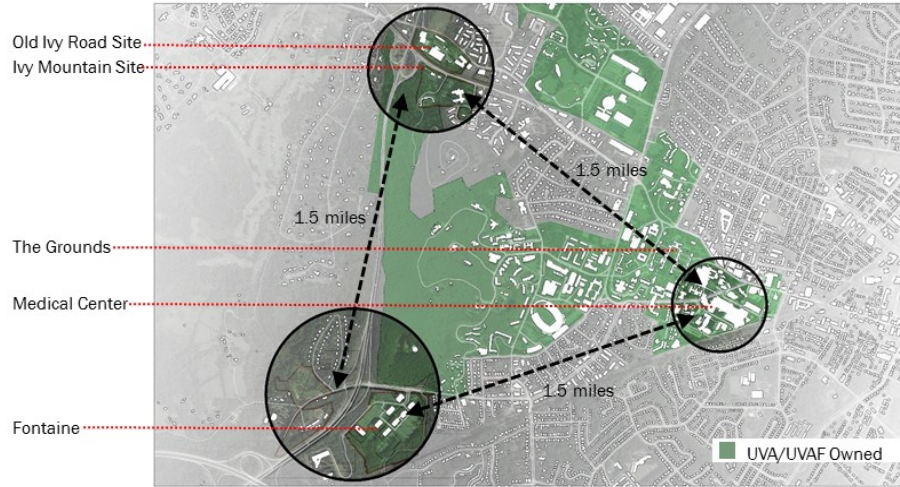 Old Ivy Road Site
Ivy Mountain Site
1.5 miles
1.5 miles
The Grounds
Medical Center
1.5 miles
Fontaine
UVA/UVAF Owned